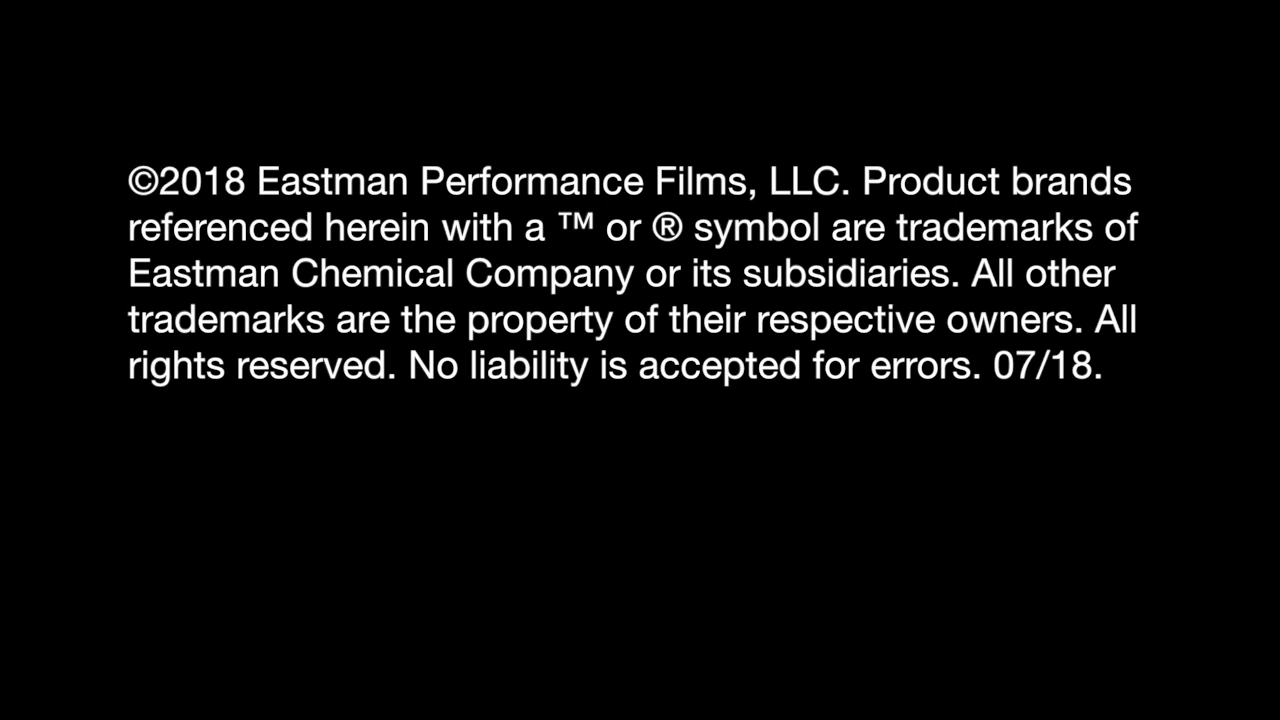 ©2018 Eastman Performance Films, LLC. Product brands
referenced herein with a ™ or ® symbol are trademarks of
Eastman Chemical Company or its subsidiaries. All other
trademarks are the property of their respective owners. All
rights reserved. No liability is accepted for errors. 07/18.